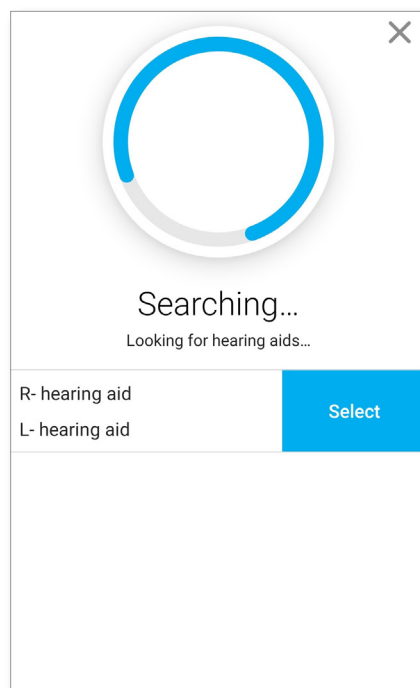 Searching...
Looking for hearing aids...
R- hearing aid
L- hearing aid
Select